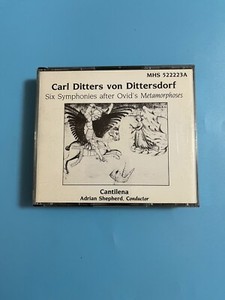 MHS 522223A
Carl Ditters von Dittersdorf
Six Symphonies after Ovid's Metamorphoses
Cantilena
Adrian Shepherd, Conductor